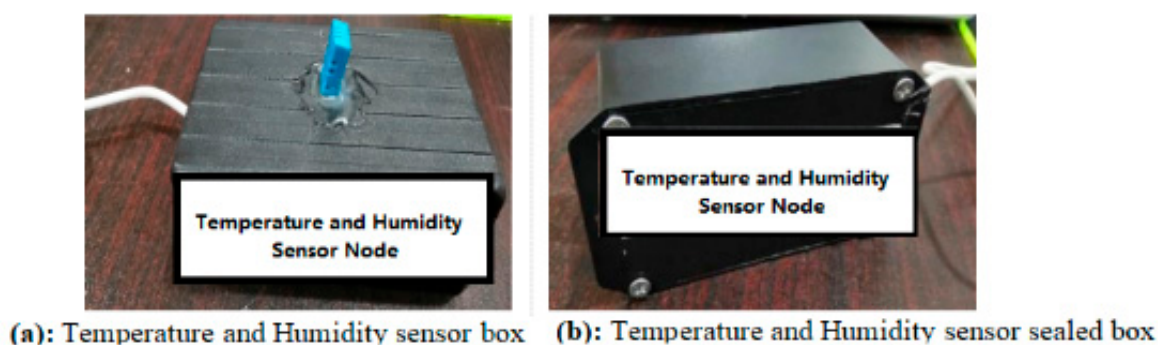 Temperature and Humidity
Sensor Node
Temperature and Humidity
Sensor Node
(a): Temperature and Humidity sensor box
(b): Temperature and Humidity sensor sealed box